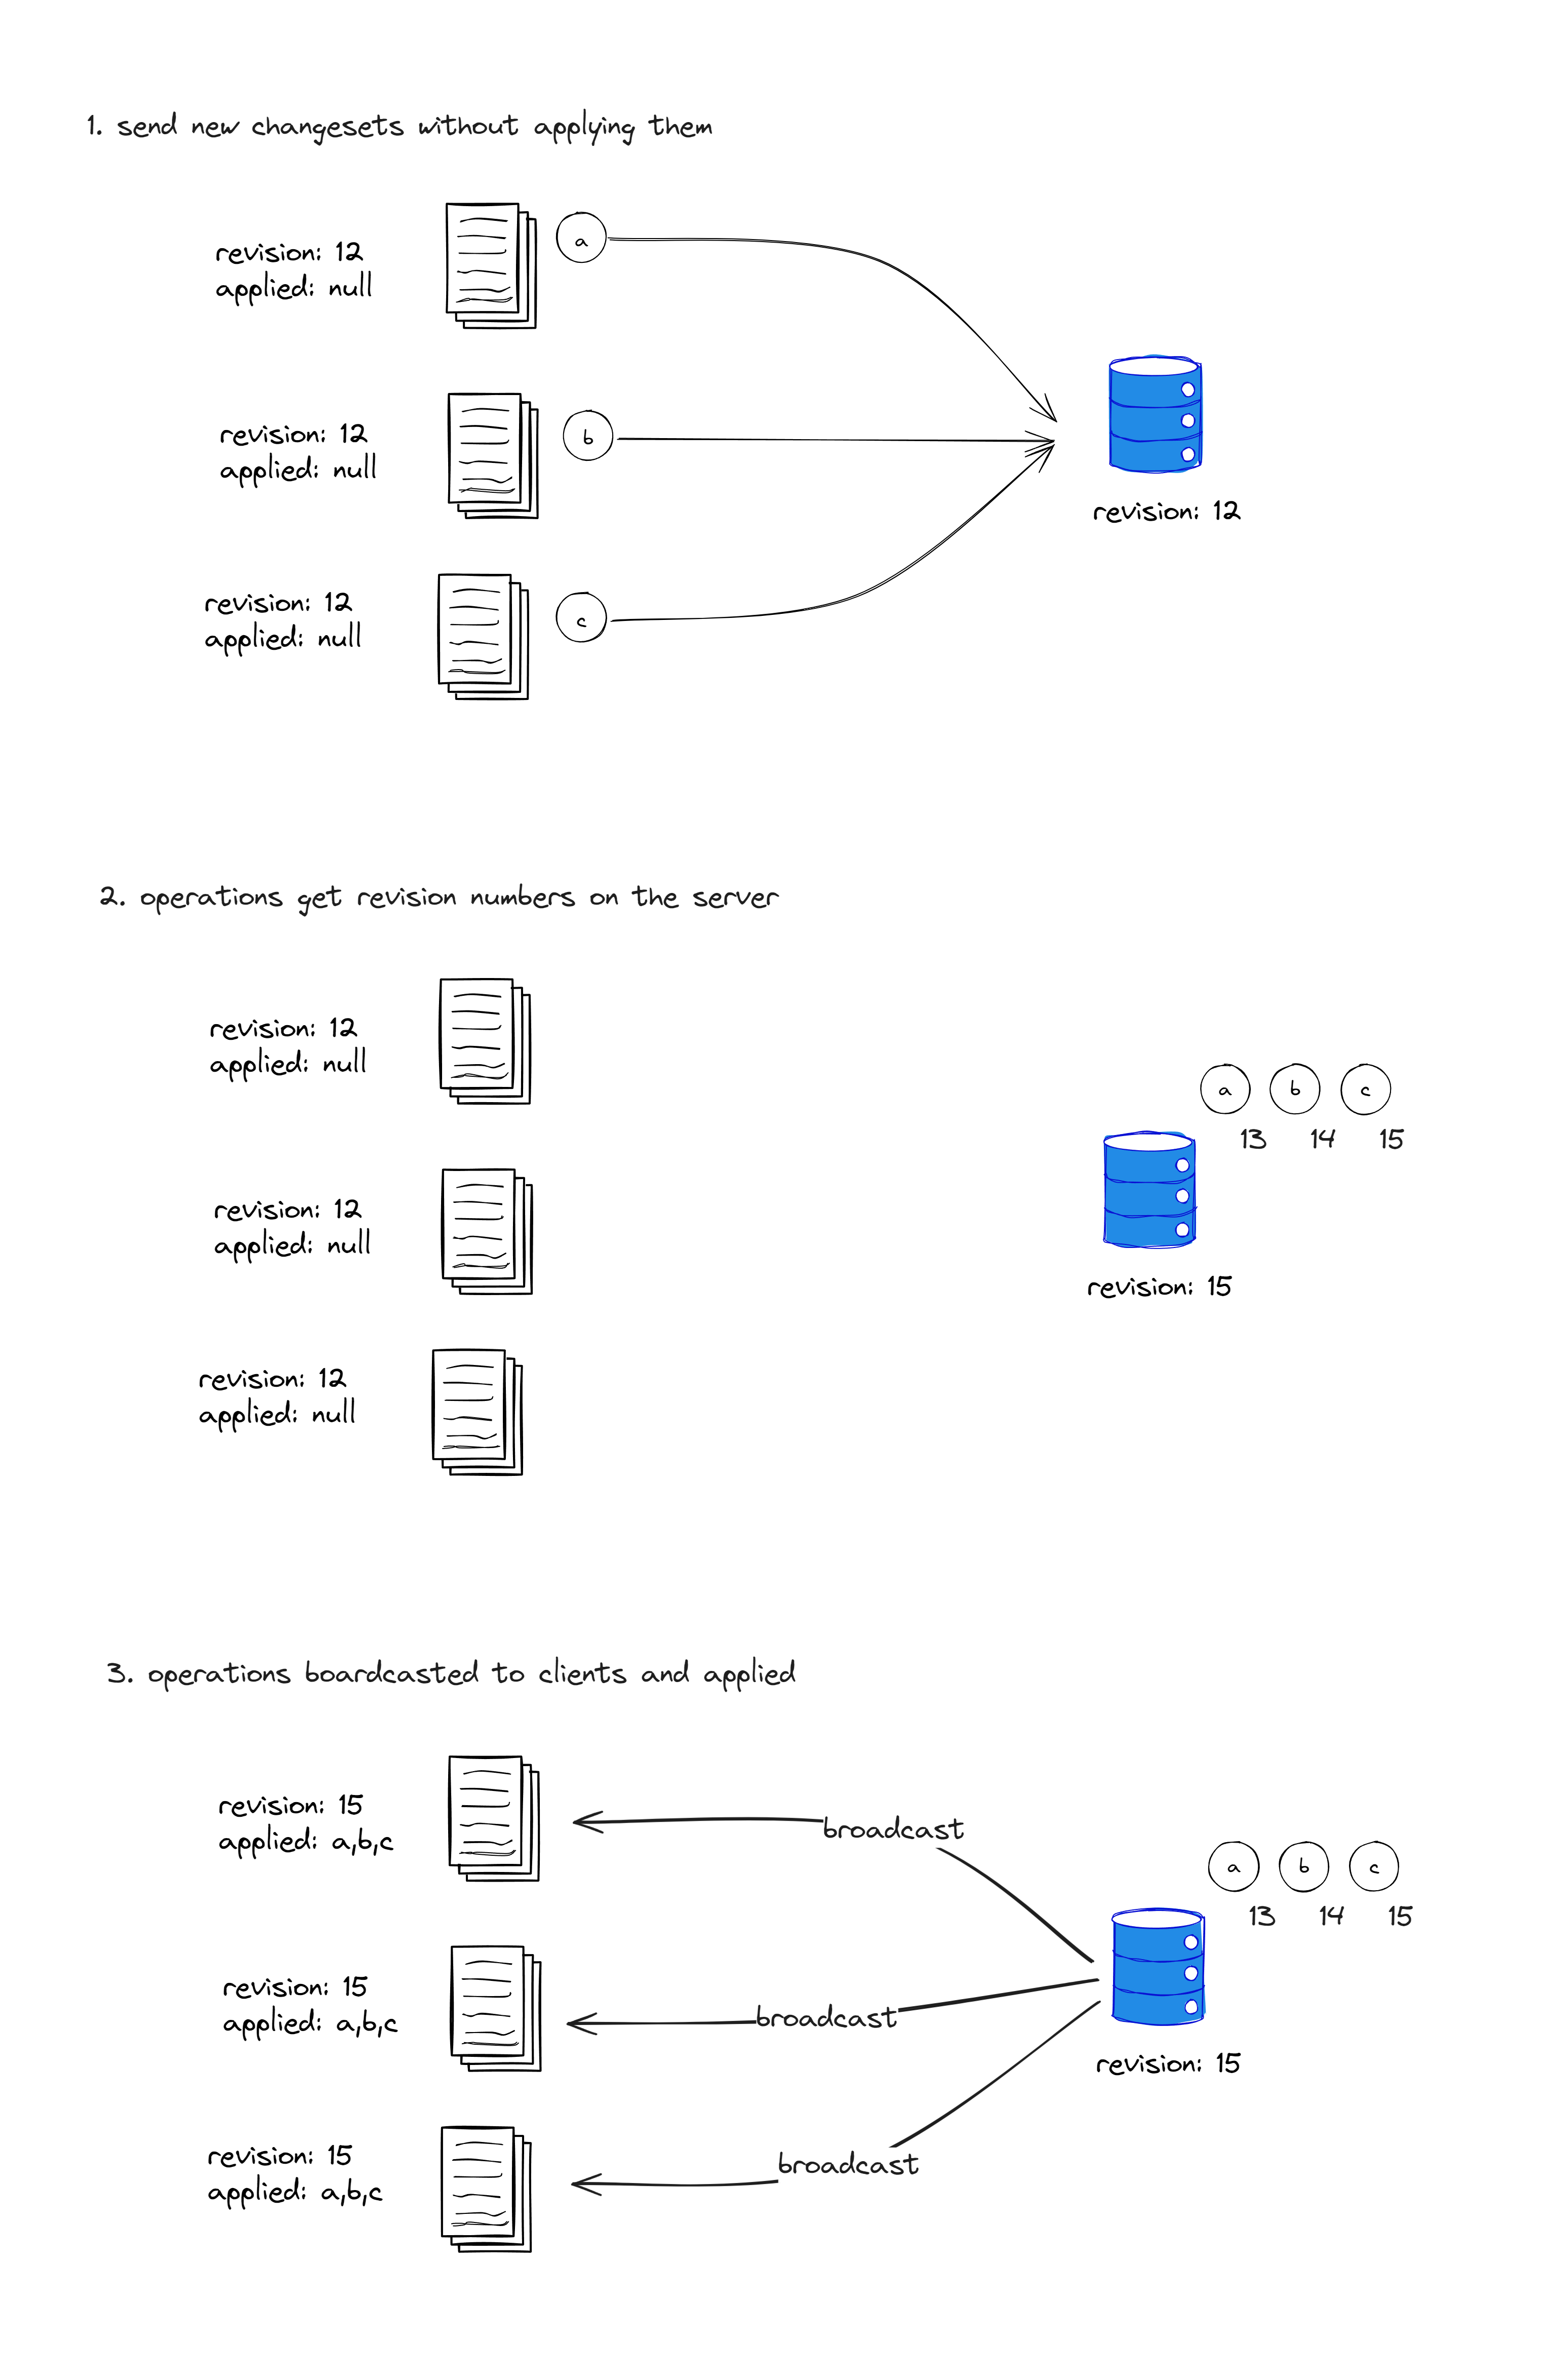 1. send new changesets without applying them
revision: 12
applied: null
a
revision: 12
applied: null
b
revision: 12
revision: 12
applied: null
c
2. operations get revision numbers on the server
revision: 12
applied: null
a b c
13 14 15
revision: 12
applied: null
revision: 15
revision: 12
applied: null
3. operations boardcasted to clients and applied
revision: 15
applied: a,b,c
broadcast
a b c
13 14 15
revision: 15
applied: a,b,c
broadcast
revision: 15
revision: 15
applied: a,b,c
broadcast